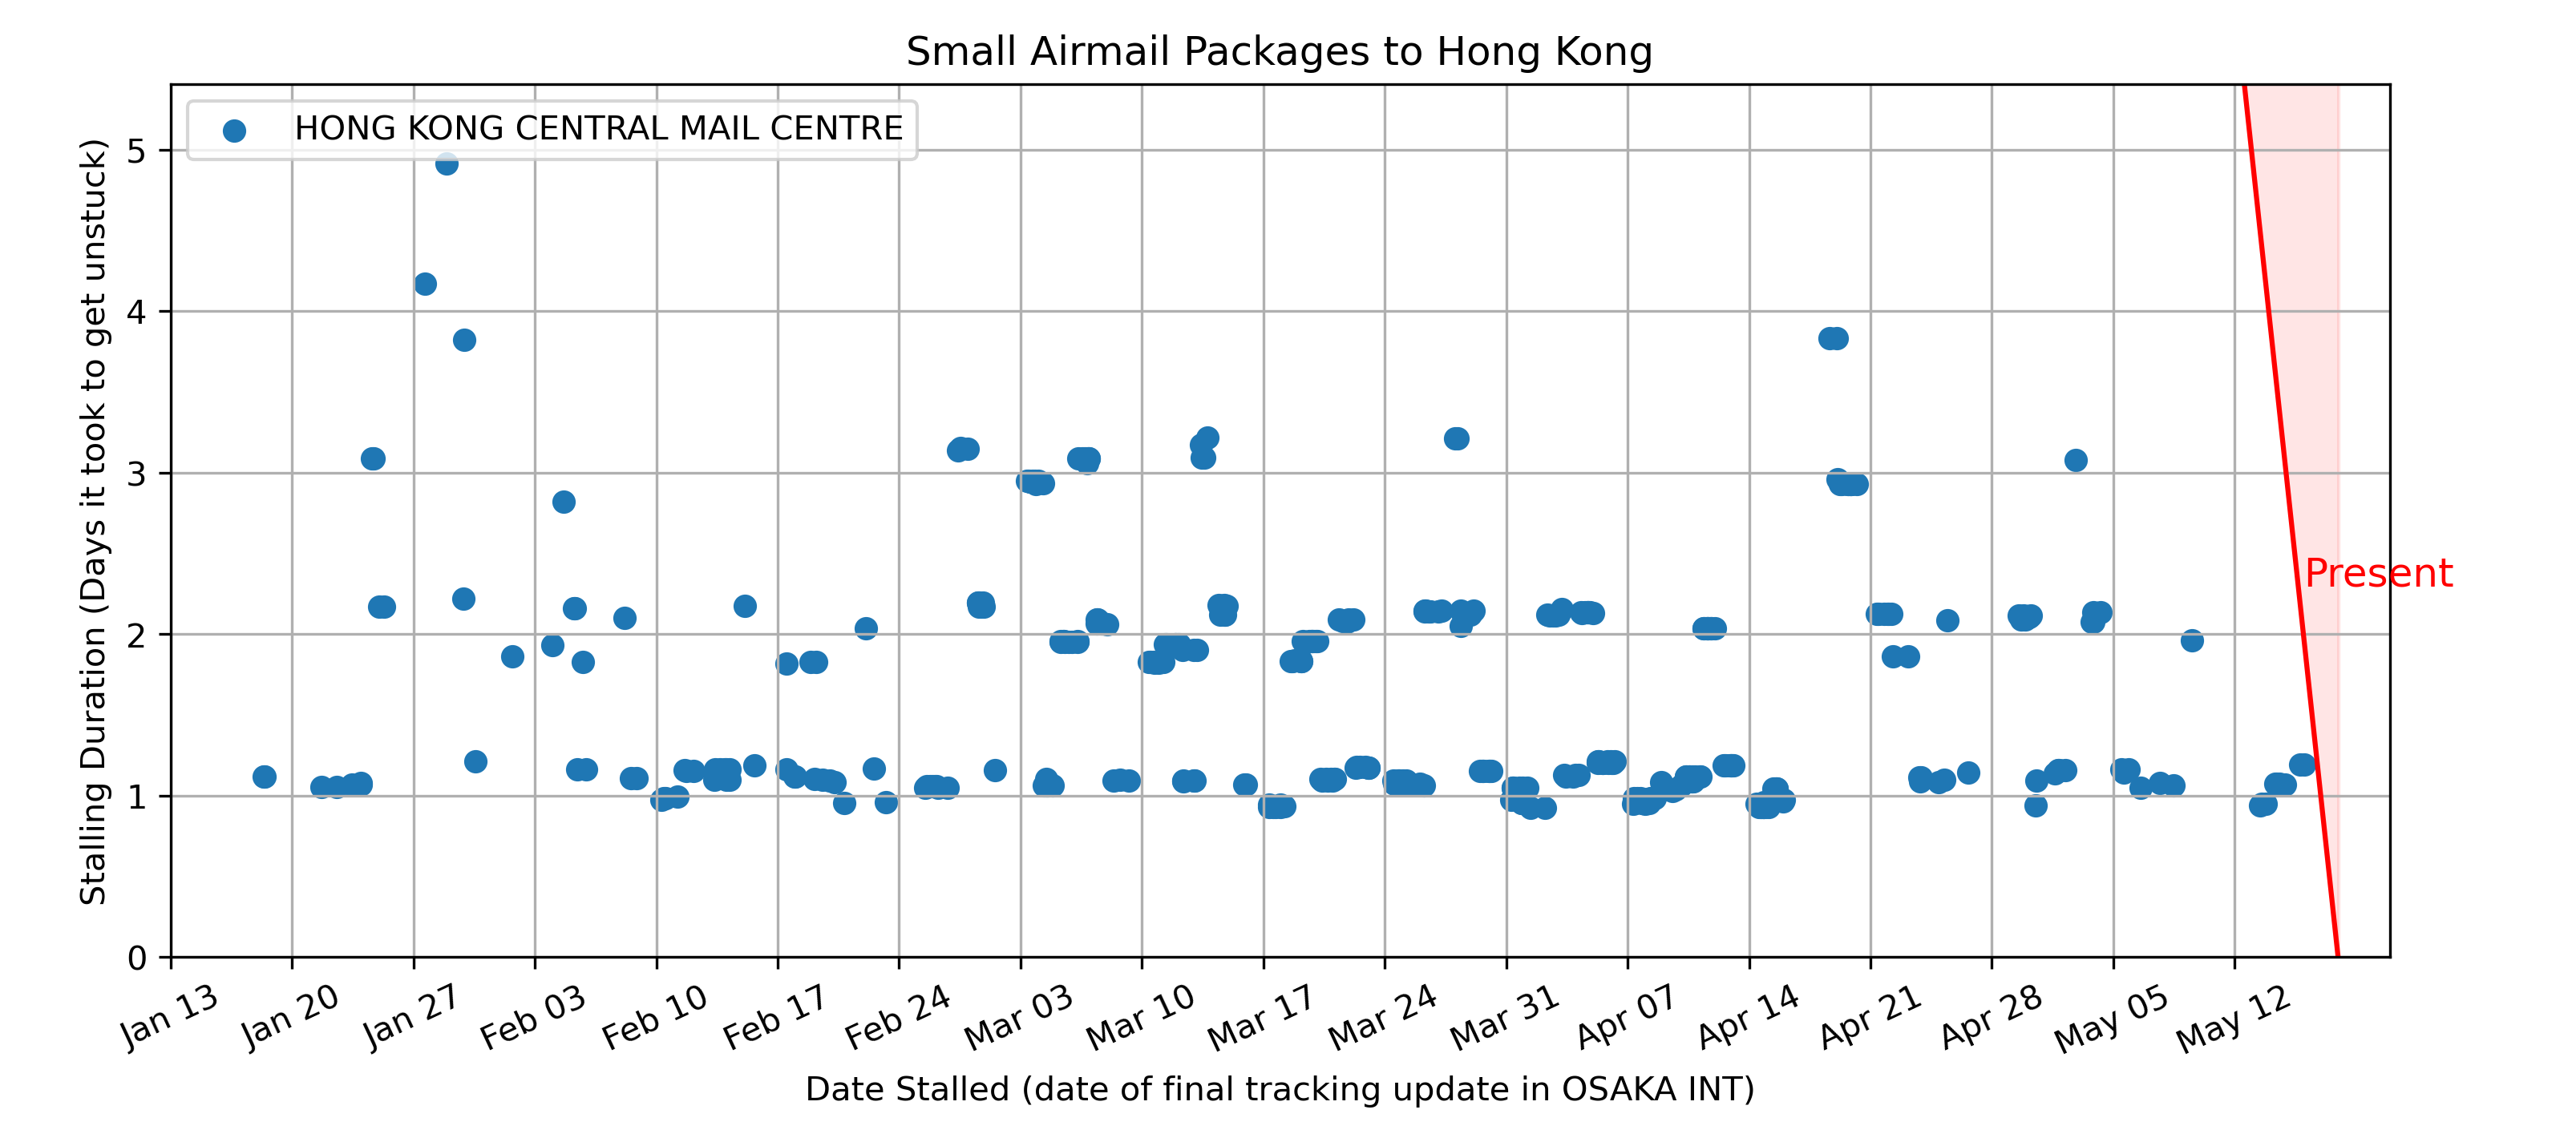 Small Airmail Packages to Hong Kong
HONG KONG CENTRAL MAIL CENTRE
Stalling Duration (Days it took to get unstuck)
5
4
3
2
1
0
Present
Jan 13
Jan 20
Jan 27
Feb 03
Feb 10
Feb 17
Feb 24
Mar 03
Mar 10
Mar 17
Mar 24
Mar 31
Apr 07
Apr 14
Apr 21
Apr 28
May 05
May 12
Date Stalled (date of final tracking update in OSAKA INT)